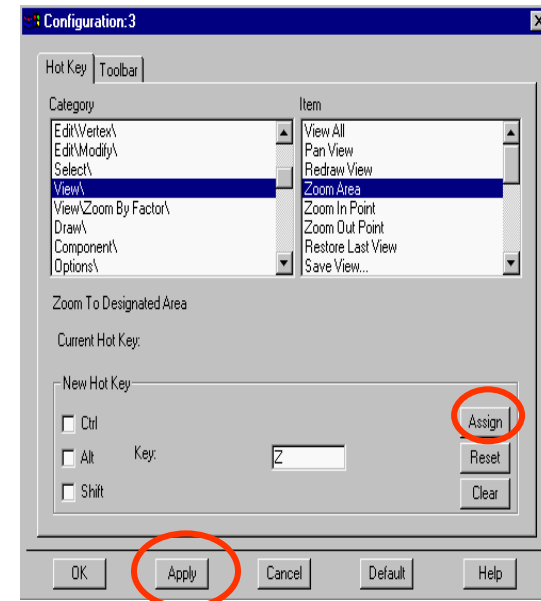 Configuration:3
Hot Key Toolbar
Category
Edit\Vertex\
Edit\Modify\
Select\
View\
View\Zoom By Factor\
Draw\
Component\
Options\
Item
View All
Pan View
Redraw View
Zoom Area
Zoom In Point
Zoom Out Point
Restore Last View
Save View...
Zoom To Designated Area
Current Hot Key:
New Hot Key
Ctrl
Alt
Shift
Key: Z
Assign
Reset
Clear
OK Apply Cancel Default Help